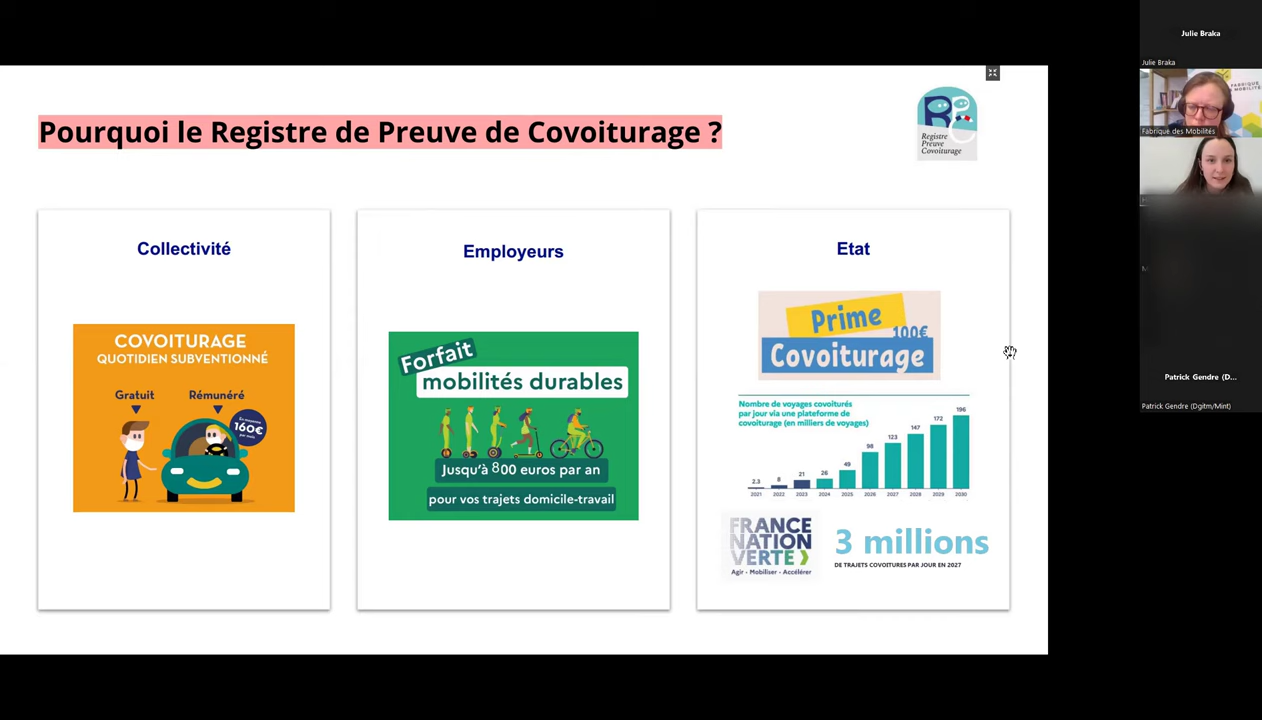 Pourquoi le Registre de Preuve de Covoiturage ?
Registre
Preuve
Covoiturage
Collectivité
COVOITURAGE
QUOTIDIEN SUBVENTIONNÉ
Gratuit
Rémunéré
160€
par mois
Employeurs
Forfait
mobilités durables
Jusqu'à 800 euros par an
pour vos trajets domicile-travail
Etat
Prime
100€
Covoiturage
Nombre de voyages covoiturés
par jour via une plateforme de
covoiturage (en milliers de voyages)
2.3 8 21 26 49 98 123 147 172 196
2021 2022 2023 2024 2025 2026 2027 2028 2029 2030
FRANCE
NATION
VERTE
Agir • Mobiliser • Accélérer
3 millions
DE TRAJETS COVOITURES PAR JOUR EN 2027
Julie Braka
Julie Braka
FABRIQUE
MOBILITÉ
Fabrique des Mobilités
Patrick Gendre (D...
Patrick Gendre (Dgitm/Mint)